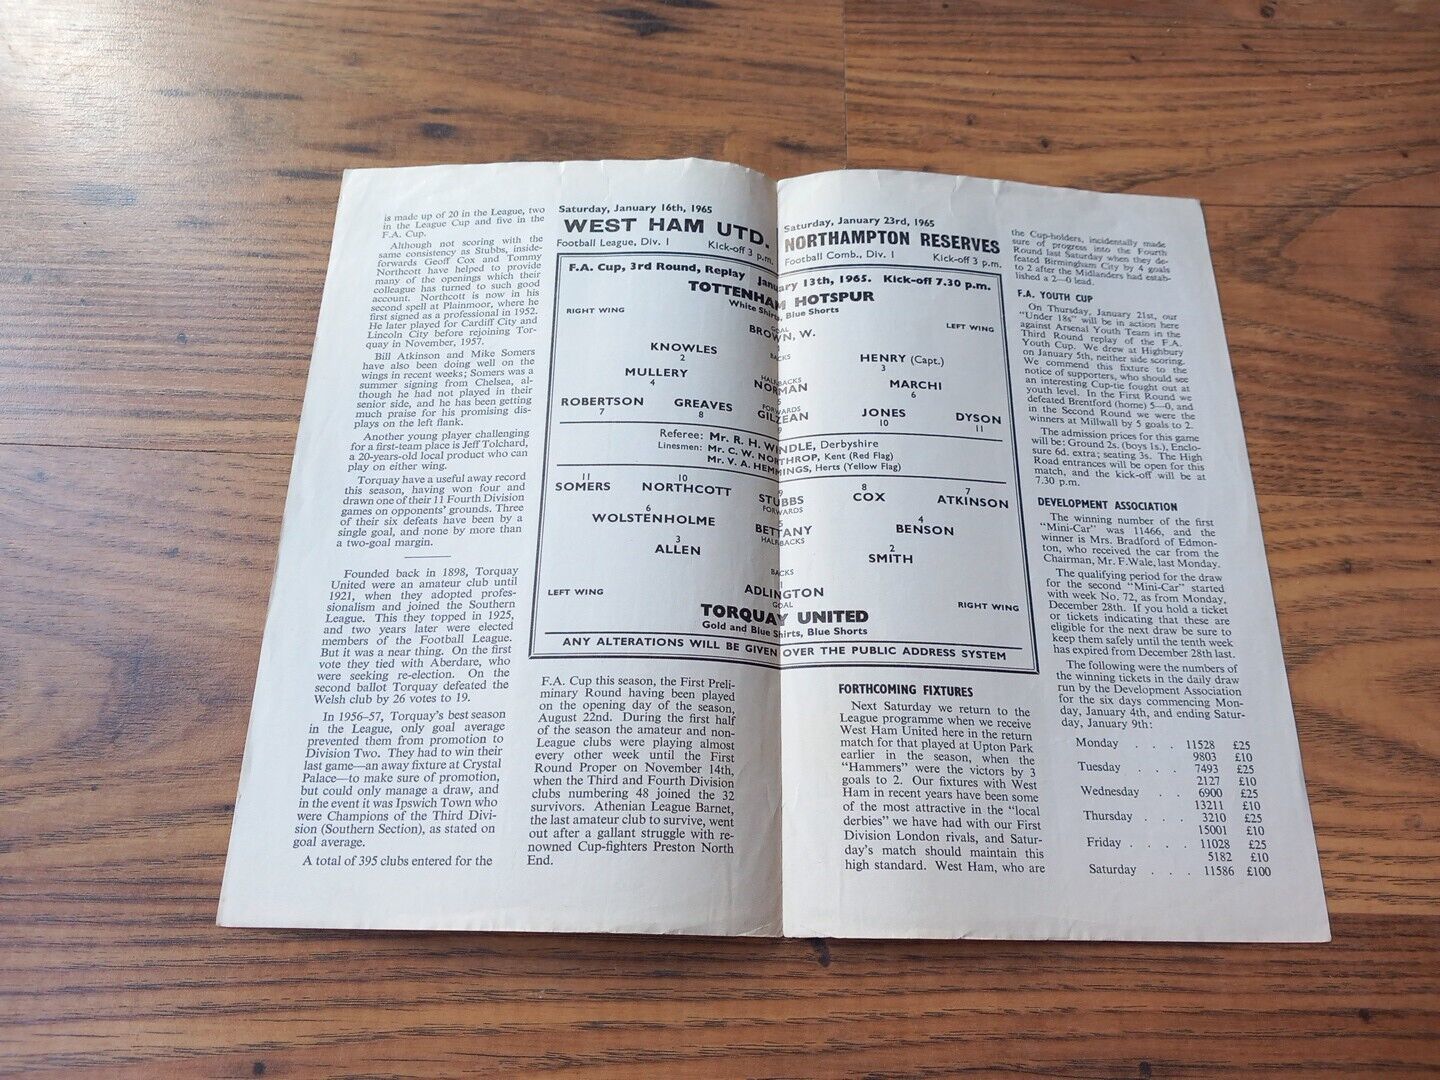 is made up of 20 in the League, two
in the League Cup and five in the
F.A. Cup.
Although not scoring with the
same consistency as Stubbs, inside-
forwards Geoff Cox and Tommy
Northcott have helped to provide
many of the openings which their
colleague has turned to such good
account. Northcott is now in his
second spell at Plainmoor, where he
first signed as a professional in 1952.
He later played for Cardiff City and
Lincoln City before rejoining Tor-
quay in November, 1957.
Bill Atkinson and Mike Somers
have also been doing well on the
wings in recent weeks; Somers was a
summer signing from Chelsea, al-
though he had not played in their
senior side, and he has been getting
much praise for his promising dis-
plays on the left flank.
Another young player challenging
for a first-team place is Jeff Tolchard,
a 20-years-old local product who can
play on either wing.
Torquay have a useful away record
this season, having won four and
drawn one of their 11 Fourth Division
games on opponents' grounds. Three
of their six defeats have been by a
single goal, and none by more than
a two-goal margin.
Founded back in 1898, Torquay
United were an amateur club until
1921, when they adopted profes-
sionalism and joined the Southern
League. This they topped in 1925,
and two years later were elected
members of the Football League.
But it was a near thing. On the first
vote they tied with Aberdare, who
were seeking re-election. On the
second ballot Torquay defeated the
Welsh club by 26 votes to 19.
In 1956-57, Torquay's best season
in the League, only goal average
prevented them from promotion to
Division Two. They had to win their
last game—an away fixture at Crystal
Palace—to make sure of promotion,
but could only manage a draw, and
in the event it was Ipswich Town who
were Champions of the Third Divi-
sion (Southern Section), as stated on
goal average.
A total of 395 clubs entered for the
Saturday, January 16th, 1965
WEST HAM UTD.
Football League, Div. 1 Kick-off 3 p.m.
Saturday, January 23rd, 1965
NORTHAMPTON RESERVES
Football Comb., Div. 1 Kick-off 3 p.m.
F.A. Cup, 3rd Round, Replay January 13th, 1965. Kick-off 7.30 p.m.
TOTTENHAM HOTSPUR
White Shirts, Blue Shorts
RIGHT WING LEFT WING
GOAL
BROWN, W.
BACKS
KNOWLES HENRY (Capt.)
2 3
HALF BACKS
MULLERY NORMAN MARCHI
4 5 6
FORWARDS
ROBERTSON GREAVES GILZEAN JONES DYSON
7 8 9 10 11
Referee: Mr. R. H. WINDLE, Derbyshire
Linesmen: Mr. C. W. NORTHROP, Kent (Red Flag)
Mr. V. A. HEMMINGS, Herts (Yellow Flag)
11 10 9 8 7
SOMERS NORTHCOTT STUBBS COX ATKINSON
FORWARDS
6 5 4
WOLSTENHOLME BETTANY BENSON
HALF BACKS
3 2
ALLEN SMITH
BACKS
1
ADLINGTON
GOAL
LEFT WING RIGHT WING
TORQUAY UNITED
Gold and Blue Shirts, Blue Shorts
ANY ALTERATIONS WILL BE GIVEN OVER THE PUBLIC ADDRESS SYSTEM
F.A. Cup this season, the First Preli-
minary Round having been played
on the opening day of the season,
August 22nd. During the first half
of the season the amateur and non-
League clubs were playing almost
every other week until the First
Round Proper on November 14th,
when the Third and Fourth Division
clubs numbering 48 joined the 32
survivors. Athenian League Barnet,
the last amateur club to survive, went
out after a gallant struggle with re-
nowned Cup-fighters Preston North
End.
FORTHCOMING FIXTURES
Next Saturday we return to the
League programme when we receive
West Ham United here in the return
match for that played at Upton Park
earlier in the season, when the
"Hammers" were the victors by 3
goals to 2. Our fixtures with West
Ham in recent years have been some
of the most attractive in the "local
derbies" we have had with our First
Division London rivals, and Satur-
day's match should maintain this
high standard. West Ham, who are
the Cup-holders, incidentally made
sure of progress into the Fourth
Round last Saturday when they de-
feated Birmingham City by 4 goals
to 2 after the Midlanders had estab-
lished a 2—0 lead.
F.A. YOUTH CUP
On Thursday, January 21st, our
"Under 18s" will be in action here
against Arsenal Youth Team in the
Third Round replay of the F.A.
Youth Cup. We drew at Highbury
on January 5th, neither side scoring.
We commend this fixture to the
notice of supporters, who should see
an interesting Cup-tie fought out at
youth level. In the First Round we
defeated Brentford (home) 5—0, and
in the Second Round we were the
winners at Millwall by 5 goals to 2.
The admission prices for this game
will be: Ground 2s. (boys 1s.), Enclo-
sure 6d. extra; seating 3s. The High
Road entrances will be open for this
match, and the kick-off will be at
7.30 p.m.
DEVELOPMENT ASSOCIATION
The winning number of the first
"Mini-Car" was 11466, and the
winner is Mrs. Bradford of Edmon-
ton, who received the car from the
Chairman, Mr. F. Wale, last Monday.
The qualifying period for the draw
for the second "Mini-Car" started
with week No. 72, as from Monday,
December 28th. If you hold a ticket
or tickets indicating that these are
eligible for the next draw be sure to
keep them safely until the tenth week
has expired from December 28th last.
The following were the numbers of
the winning tickets in the daily draw
run by the Development Association
for the six days commencing Mon-
day, January 4th, and ending Satur-
day, January 9th:
Monday . . . 11528 £25
9803 £10
Tuesday . . . 7493 £25
2127 £10
Wednesday . . 6900 £25
13211 £10
Thursday . . . 3210 £25
15001 £10
Friday . . . . 11028 £25
5182 £10
Saturday . . . 11586 £100